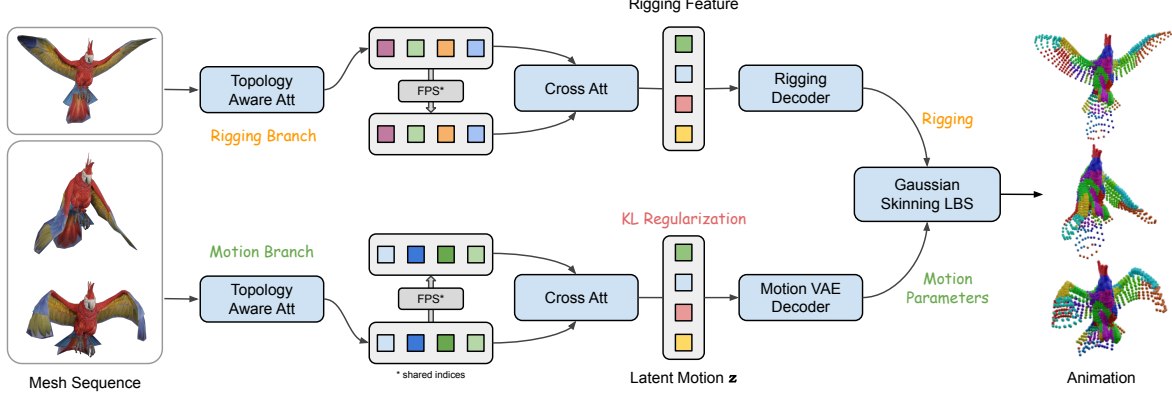 Rigging Feature
Topology
Aware Att
FPS*
Cross Att
Rigging
Decoder
Rigging Branch
Rigging
Gaussian
Skinning LBS
Motion Branch
KL Regularization
Topology
Aware Att
FPS*
Cross Att
Motion VAE
Decoder
Motion
Parameters
* shared indices
Mesh Sequence
Latent Motion z
Animation